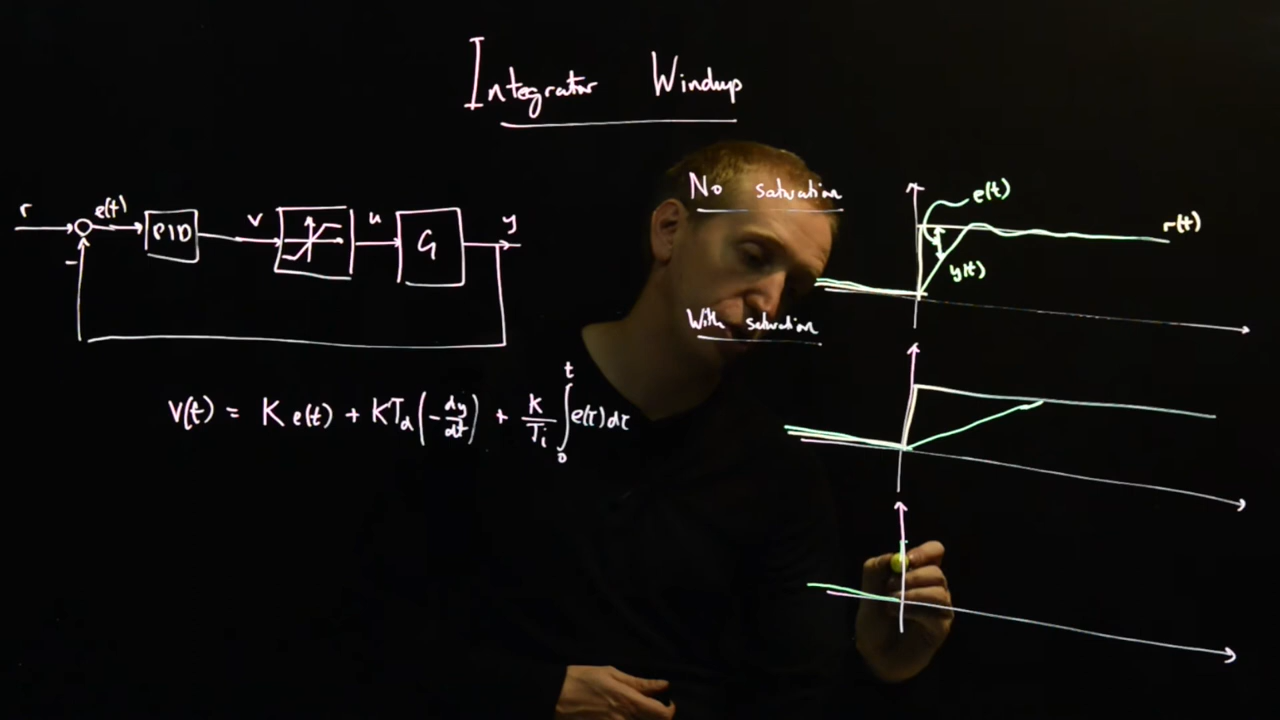 Integrator Windup
No saturation
e(t)
r(t)
y(t)
r e(t) PID v u G y
−
With saturation
v(t) = K e(t) + KTd (−dy/dt) + K/Ti ∫₀ᵗ e(τ)dτ